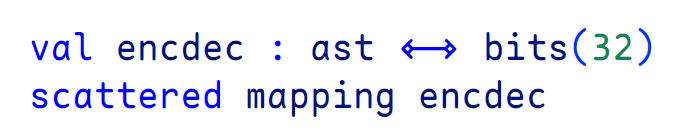 val encdec : ast <-> bits(32)
scattered mapping encdec